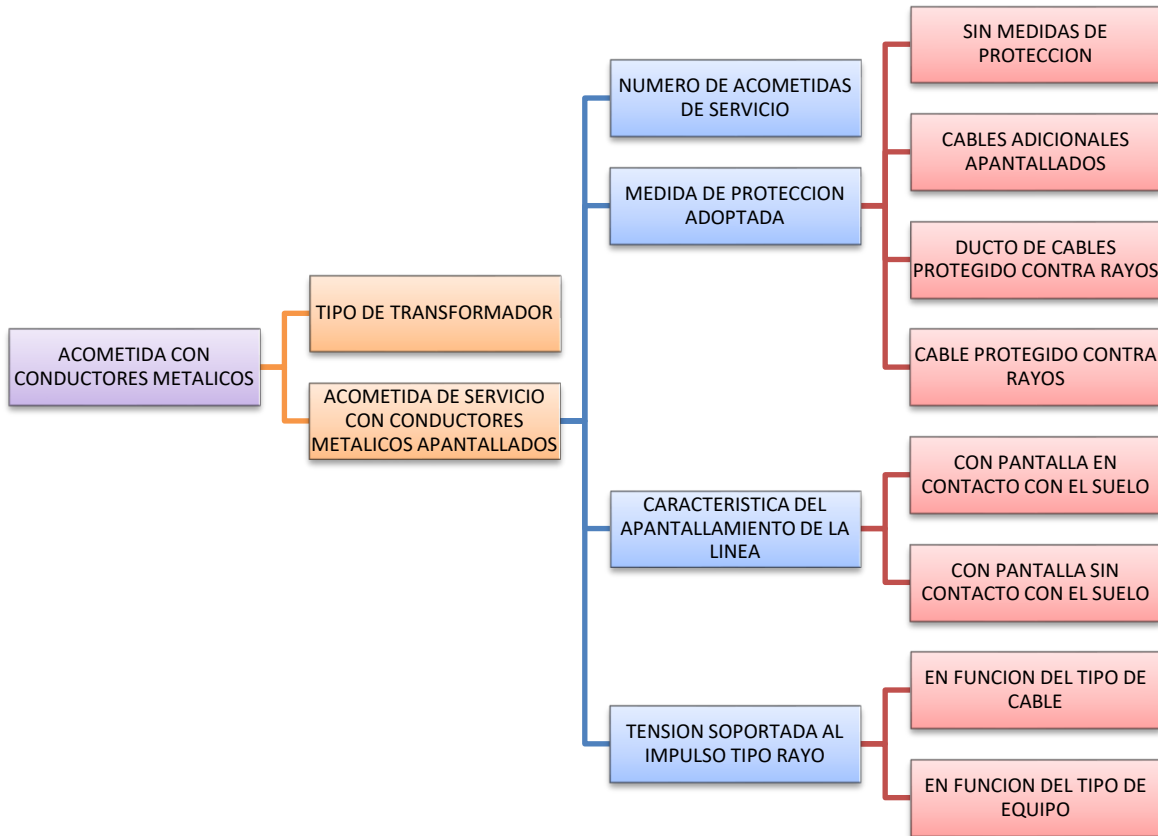 ACOMETIDA CON
CONDUCTORES METALICOS
TIPO DE TRANSFORMADOR
ACOMETIDA DE SERVICIO
CON CONDUCTORES
METALICOS APANTALLADOS
NUMERO DE ACOMETIDAS
DE SERVICIO
MEDIDA DE PROTECCION
ADOPTADA
SIN MEDIDAS DE
PROTECCION
CABLES ADICIONALES
APANTALLADOS
DUCTO DE CABLES
PROTEGIDO CONTRA RAYOS
CABLE PROTEGIDO CONTRA
RAYOS
CARACTERISTICA DEL
APANTALLAMIENTO DE LA
LINEA
CON PANTALLA EN
CONTACTO CON EL SUELO
CON PANTALLA SIN
CONTACTO CON EL SUELO
TENSION SOPORTADA AL
IMPULSO TIPO RAYO
EN FUNCION DEL TIPO DE
CABLE
EN FUNCION DEL TIPO DE
EQUIPO